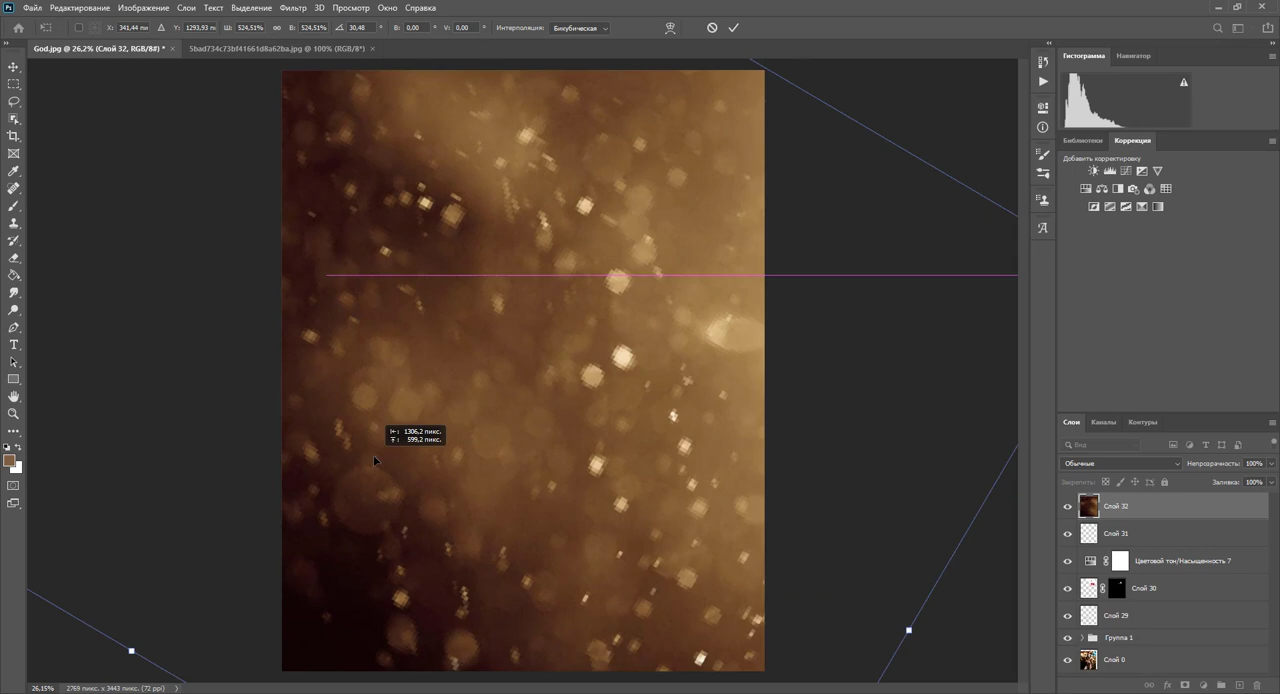 Файл Редактирование Изображение Слои Текст Выделение Фильтр 3D Просмотр Окно Справка
X: 341,44 пи Y: 1293,93 п Ш: 524,51% В: 524,51% 30,48 ° В: 0,00 ° V: 0,00 ° Интерполяция: Бикубическая
God.jpg @ 26,2% (Слой 32, RGB/8#) * × 5bad734c73bf41661d8a62ba.jpg @ 100% (RGB/8*) ×
Гистограмма Навигатор
Библиотеки Коррекция
Добавить корректировку
1306,2 пикс.
599,2 пикс.
Слои Каналы Контуры
Вид
Обычные Непрозрачность: 100%
Закрепить: Заливка: 100%
Слой 32
Слой 31
Цветовой тон/Насыщенность 7
Слой 30
Слой 29
Группа 1
Слой 0
26,15% 2769 пикс. x 3443 пикс. (72 ppi)